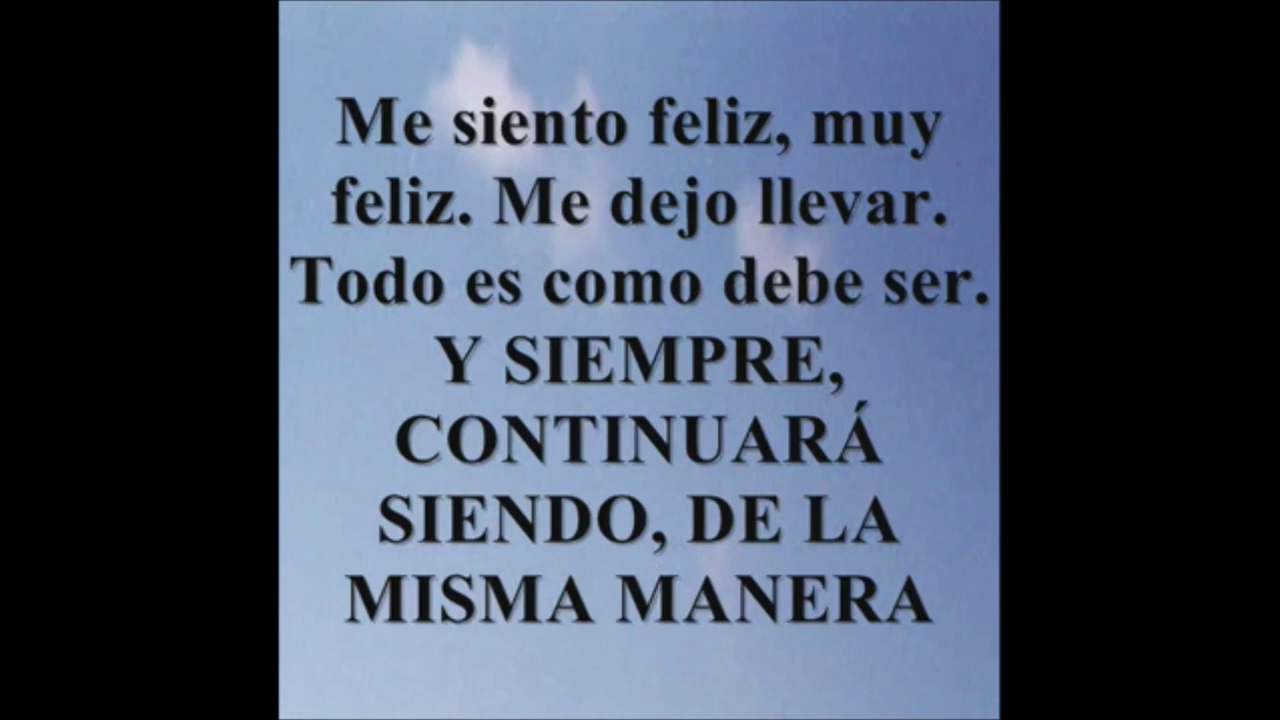 Me siento feliz, muy
feliz. Me dejo llevar.
Todo es como debe ser.
Y SIEMPRE,
CONTINUARÁ
SIENDO, DE LA
MISMA MANERA